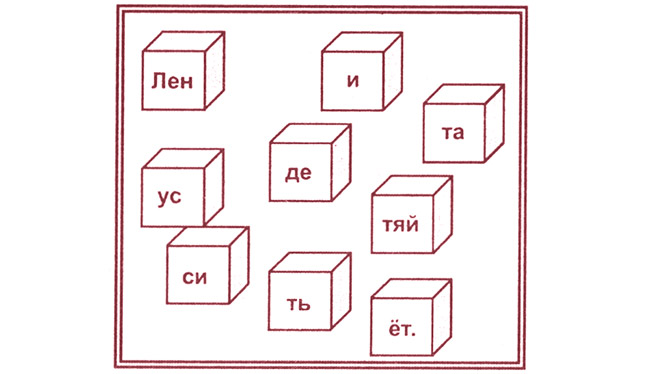 Лен
и
та
де
ус
тяй
си
ть
ёт.